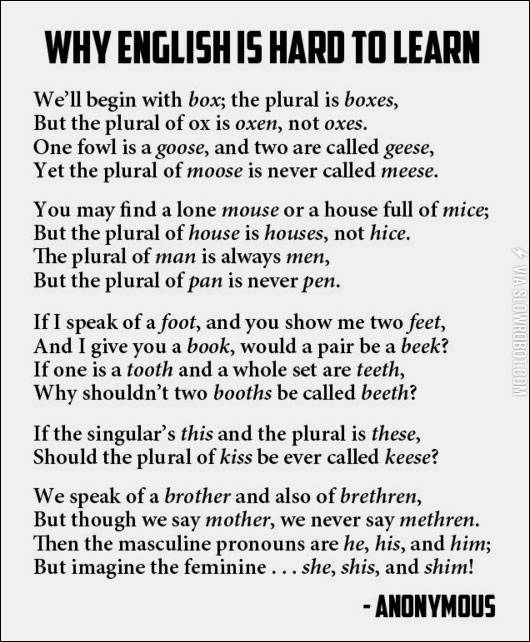 WHY ENGLISH IS HARD TO LEARN
We'll begin with box; the plural is boxes,
But the plural of ox is oxen, not oxes.
One fowl is a goose, and two are called geese,
Yet the plural of moose is never called meese.
You may find a lone mouse or a house full of mice;
But the plural of house is houses, not hice.
The plural of man is always men,
But the plural of pan is never pen.
If I speak of a foot, and you show me two feet,
And I give you a book, would a pair be a beek?
If one is a tooth and a whole set are teeth,
Why shouldn't two booths be called beeth?
If the singular's this and the plural is these,
Should the plural of kiss be ever called keese?
We speak of a brother and also of brethren,
But though we say mother, we never say methren.
Then the masculine pronouns are he, his, and him;
But imagine the feminine . . . she, shis, and shim!
- ANONYMOUS
VIA SLOWROBOT.COM